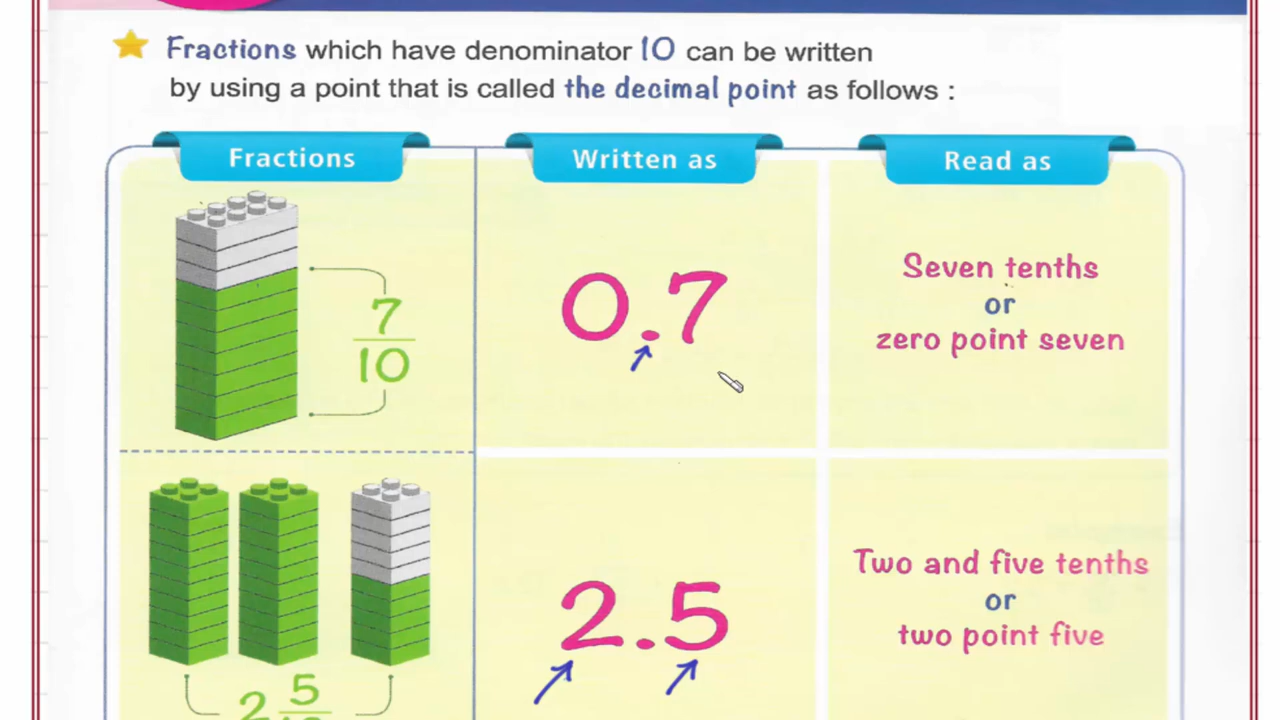 Fractions which have denominator 10 can be written
by using a point that is called the decimal point as follows :
Fractions
Written as
Read as
7
10
0.7
Seven tenths
or
zero point seven
2 5
2.5
Two and five tenths
or
two point five